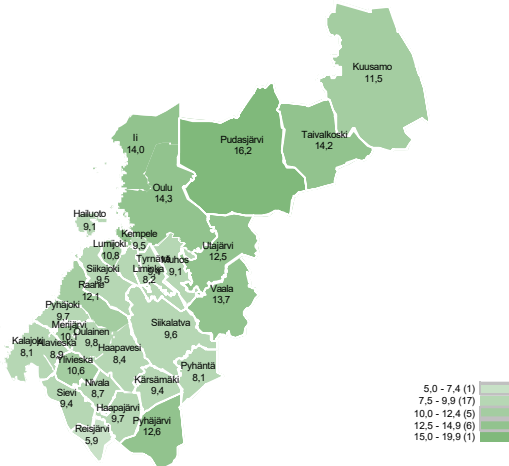 Kuusamo
11,5
Taivalkoski
14,2
Pudasjärvi
16,2
Ii
14,0
Oulu
14,3
Hailuoto
9,1
Kempele
9,5
Lumijoki
10,8
Tyrnävä
9,4
Muhos
9,1
Liminka
8,2
Utajärvi
12,5
Siikajoki
9,5
Raahe
12,1
Vaala
13,7
Pyhäjoki
9,7
Merijärvi
10,1
Oulainen
9,8
Siikalatva
9,6
Kalajoki
8,1
Alavieska
8,9
Haapavesi
8,4
Ylivieska
10,6
Pyhäntä
8,1
Nivala
8,7
Kärsämäki
9,4
Sievi
9,4
Haapajärvi
9,7
Reisjärvi
5,9
Pyhäjärvi
12,6
5,0 - 7,4 (1)
7,5 - 9,9 (17)
10,0 - 12,4 (5)
12,5 - 14,9 (6)
15,0 - 19,9 (1)